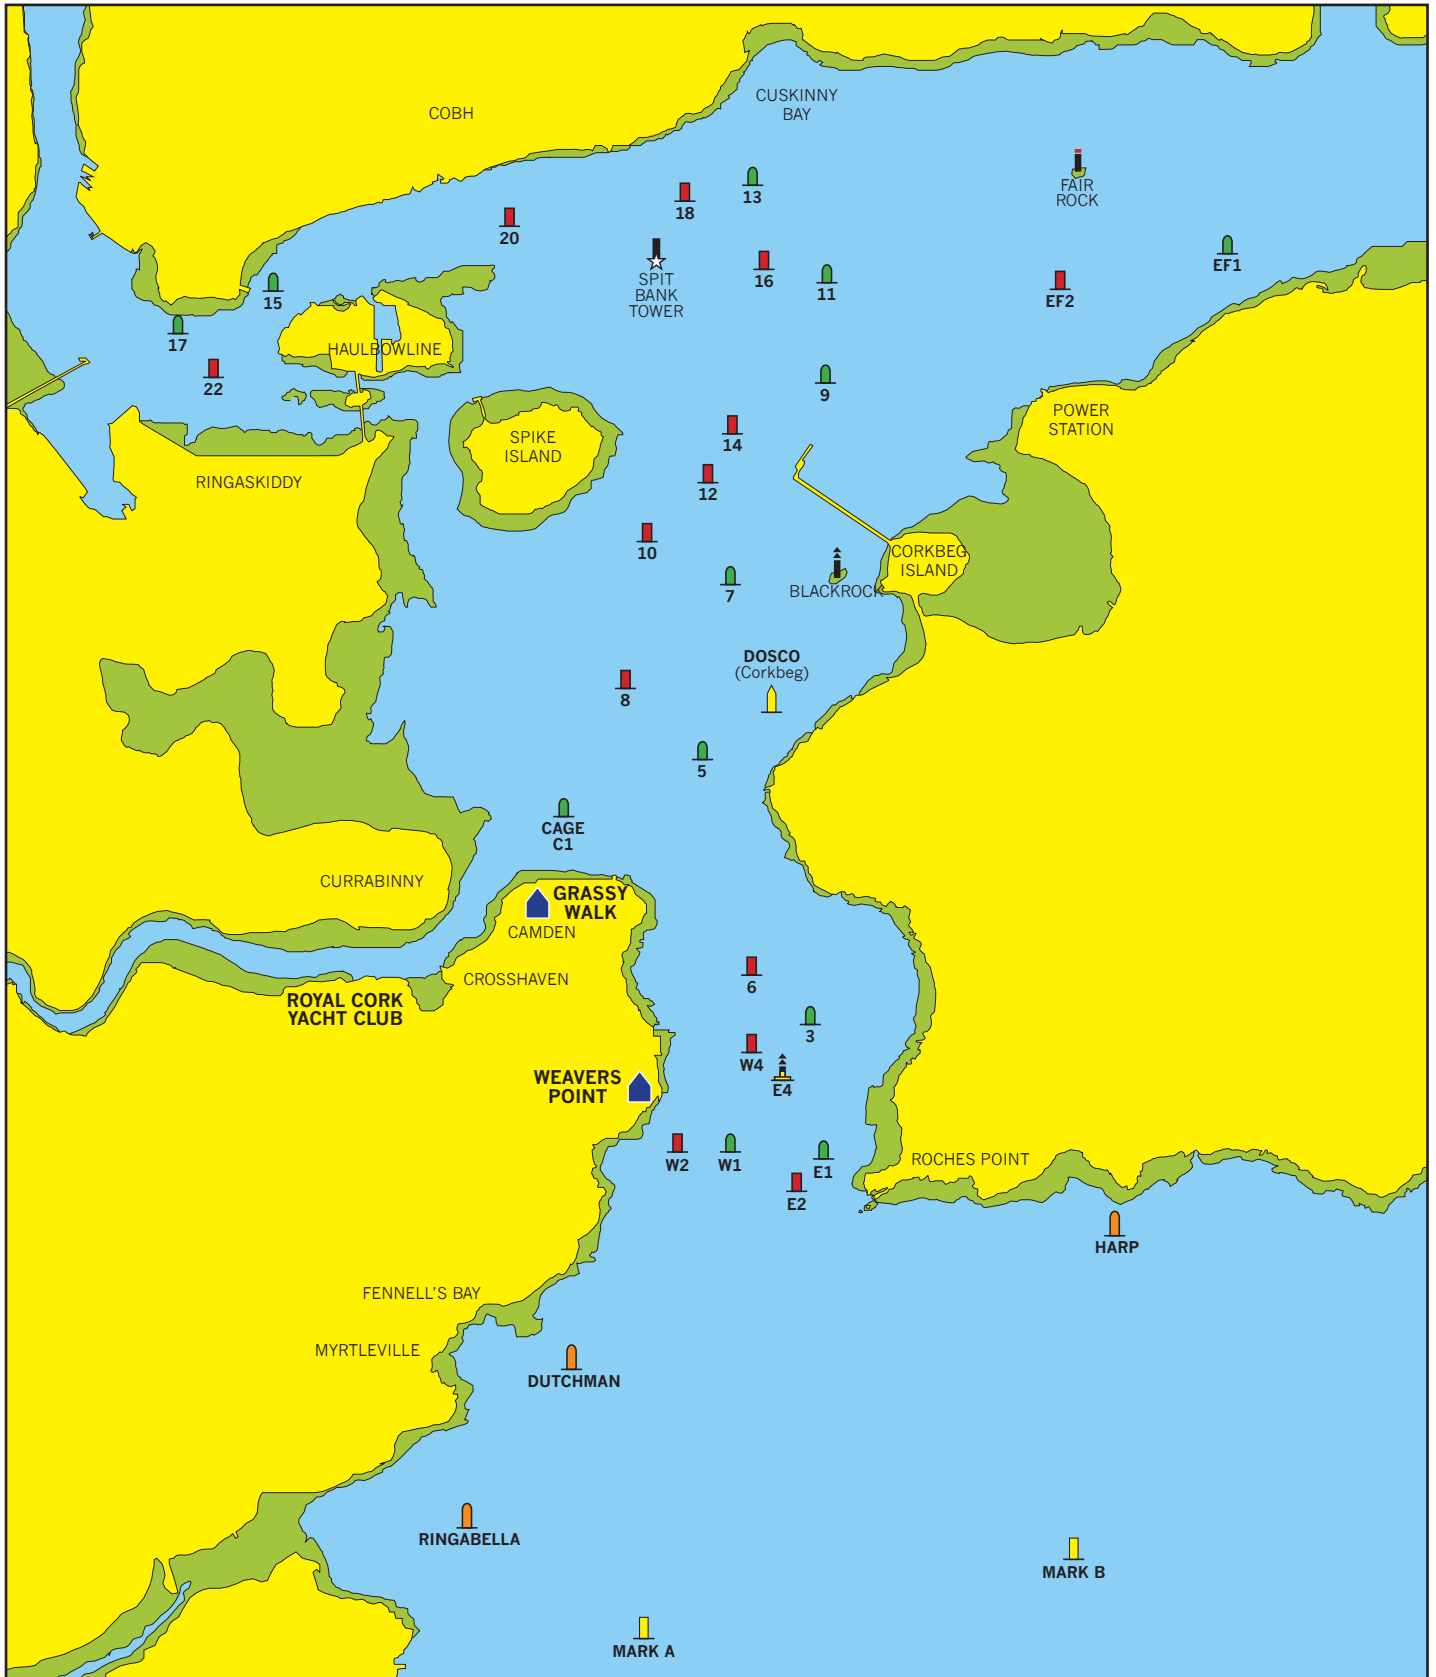 CUSKINNY
BAY
COBH
FAIR
ROCK
13
18
20
EF1
SPIT
BANK
TOWER
16
11
EF2
15
17
HAULBOWLINE
22
9
POWER
STATION
14
SPIKE
ISLAND
RINGASKIDDY
12
10
CORKBEG
ISLAND
7
BLACKROCK
DOSCO
(Corkbeg)
8
5
CAGE
C1
CURRABINNY
GRASSY
WALK
CAMDEN
CROSSHAVEN
6
ROYAL CORK
YACHT CLUB
3
W4
WEAVERS
POINT
E4
W2
W1
E1
ROCHES POINT
E2
HARP
FENNELL'S BAY
MYRTLEVILLE
DUTCHMAN
RINGABELLA
MARK B
MARK A